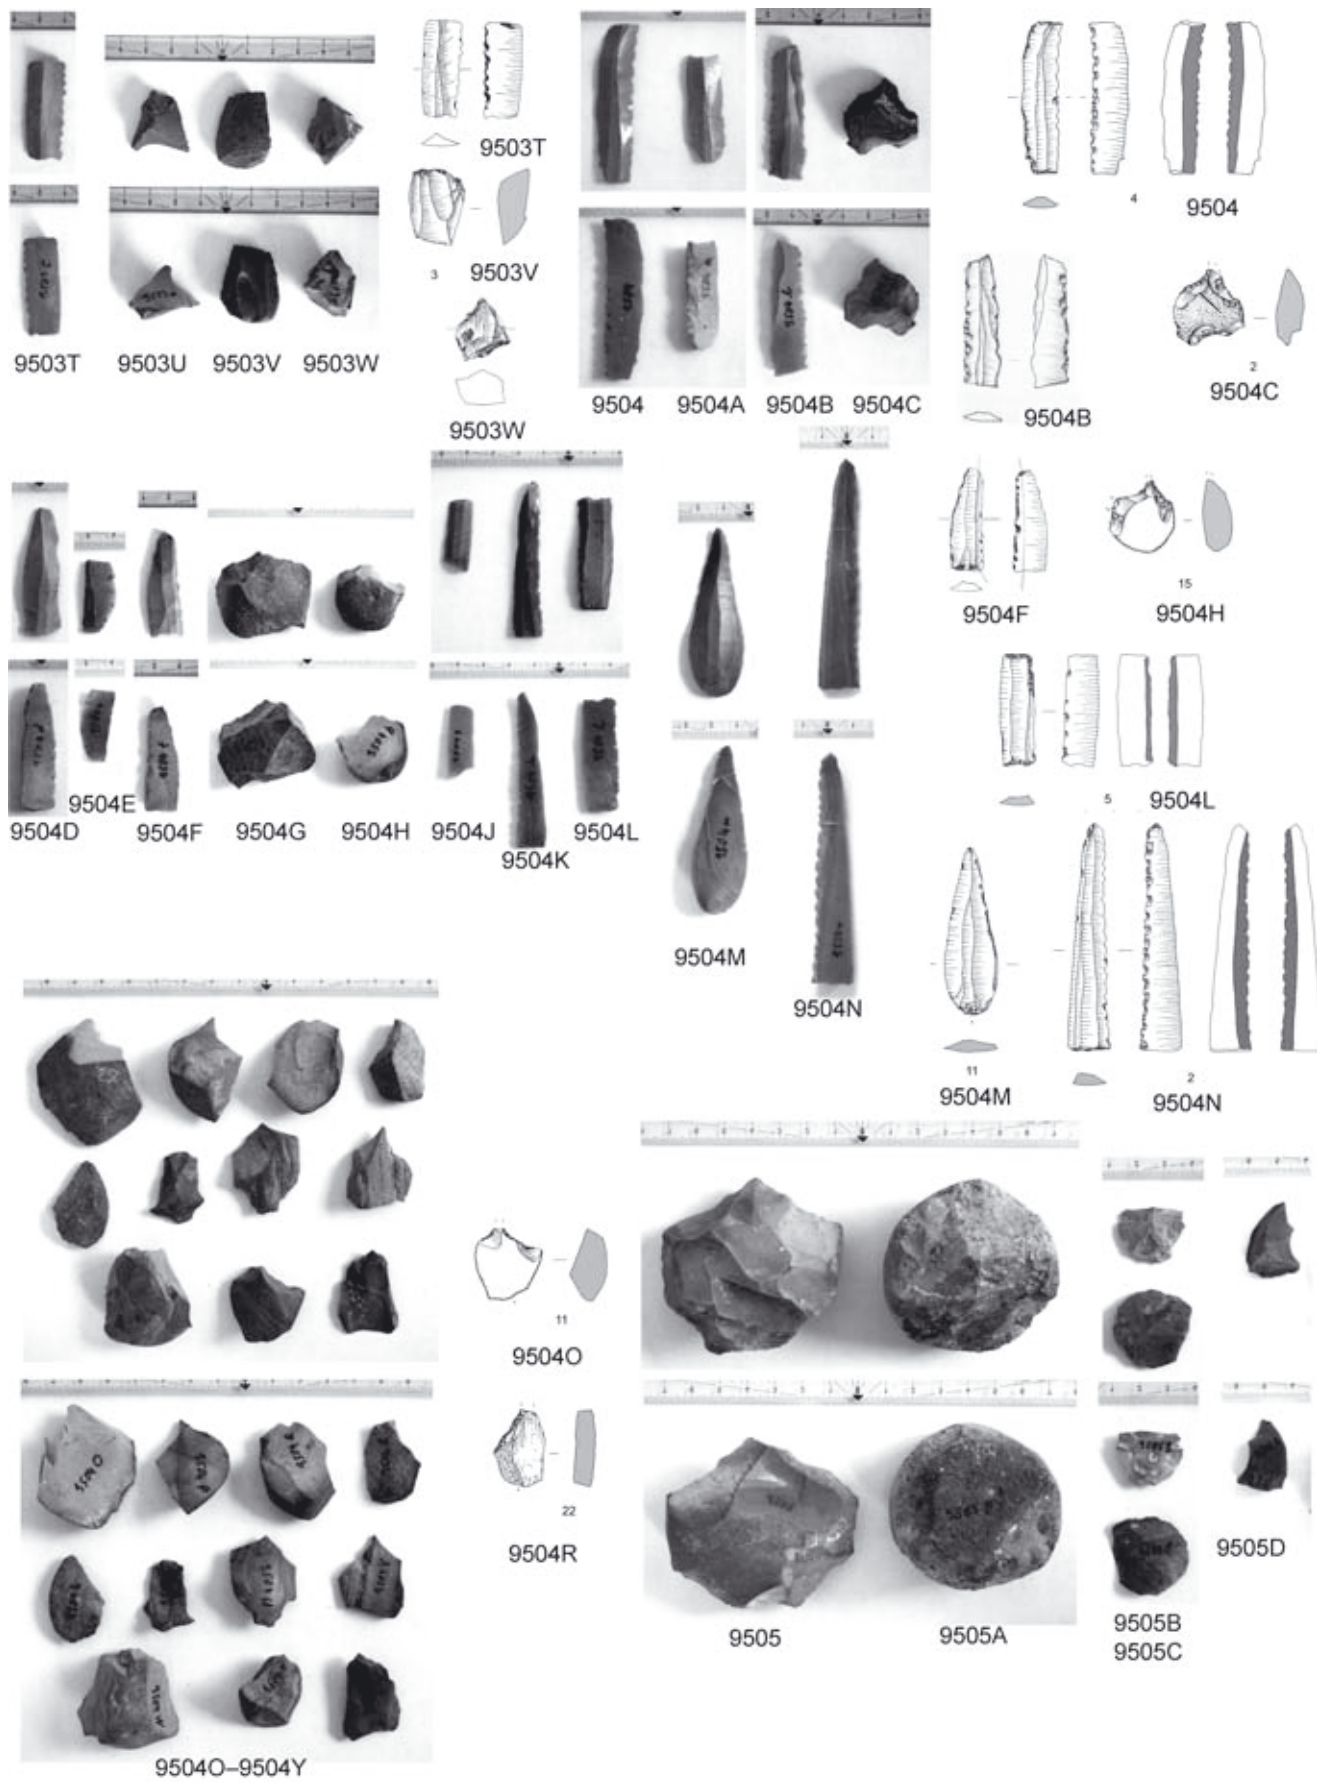 9503T
9503V
3
9503W
9503T 9503U 9503V 9503W
9504 9504A 9504B 9504C
4
9504
9504B
2
9504C
9504D 9504E 9504F 9504G 9504H 9504J 9504K 9504L
9504F
15
9504H
5
9504L
9504M
9504N
11
9504M
2
9504N
11
9504O
22
9504R
9504O–9504Y
9505 9505A
9505B
9505C
9505D